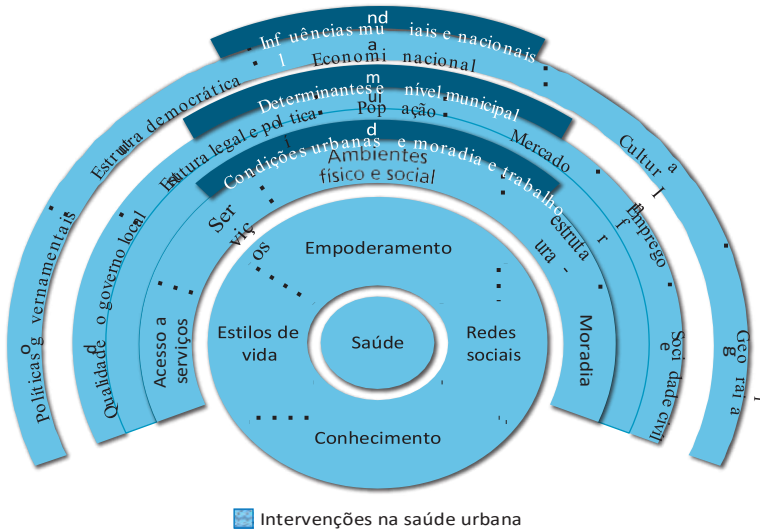 Influências mundiais e nacionais
Economia nacional
Estrutura democrática
Políticas governamentais
Cultura
Geografia
Determinantes e nível municipal
População
Estrutura legal e política
Qualidade do governo local
Mercado
Emprego
Sociedade civil
Condições urbanas de moradia e trabalho
Ambientes
físico e social
Serviços
Acesso a
serviços
estrutura
Moradia
Empoderamento
Estilos de
vida
Saúde
Redes
sociais
Conhecimento
Intervenções na saúde urbana